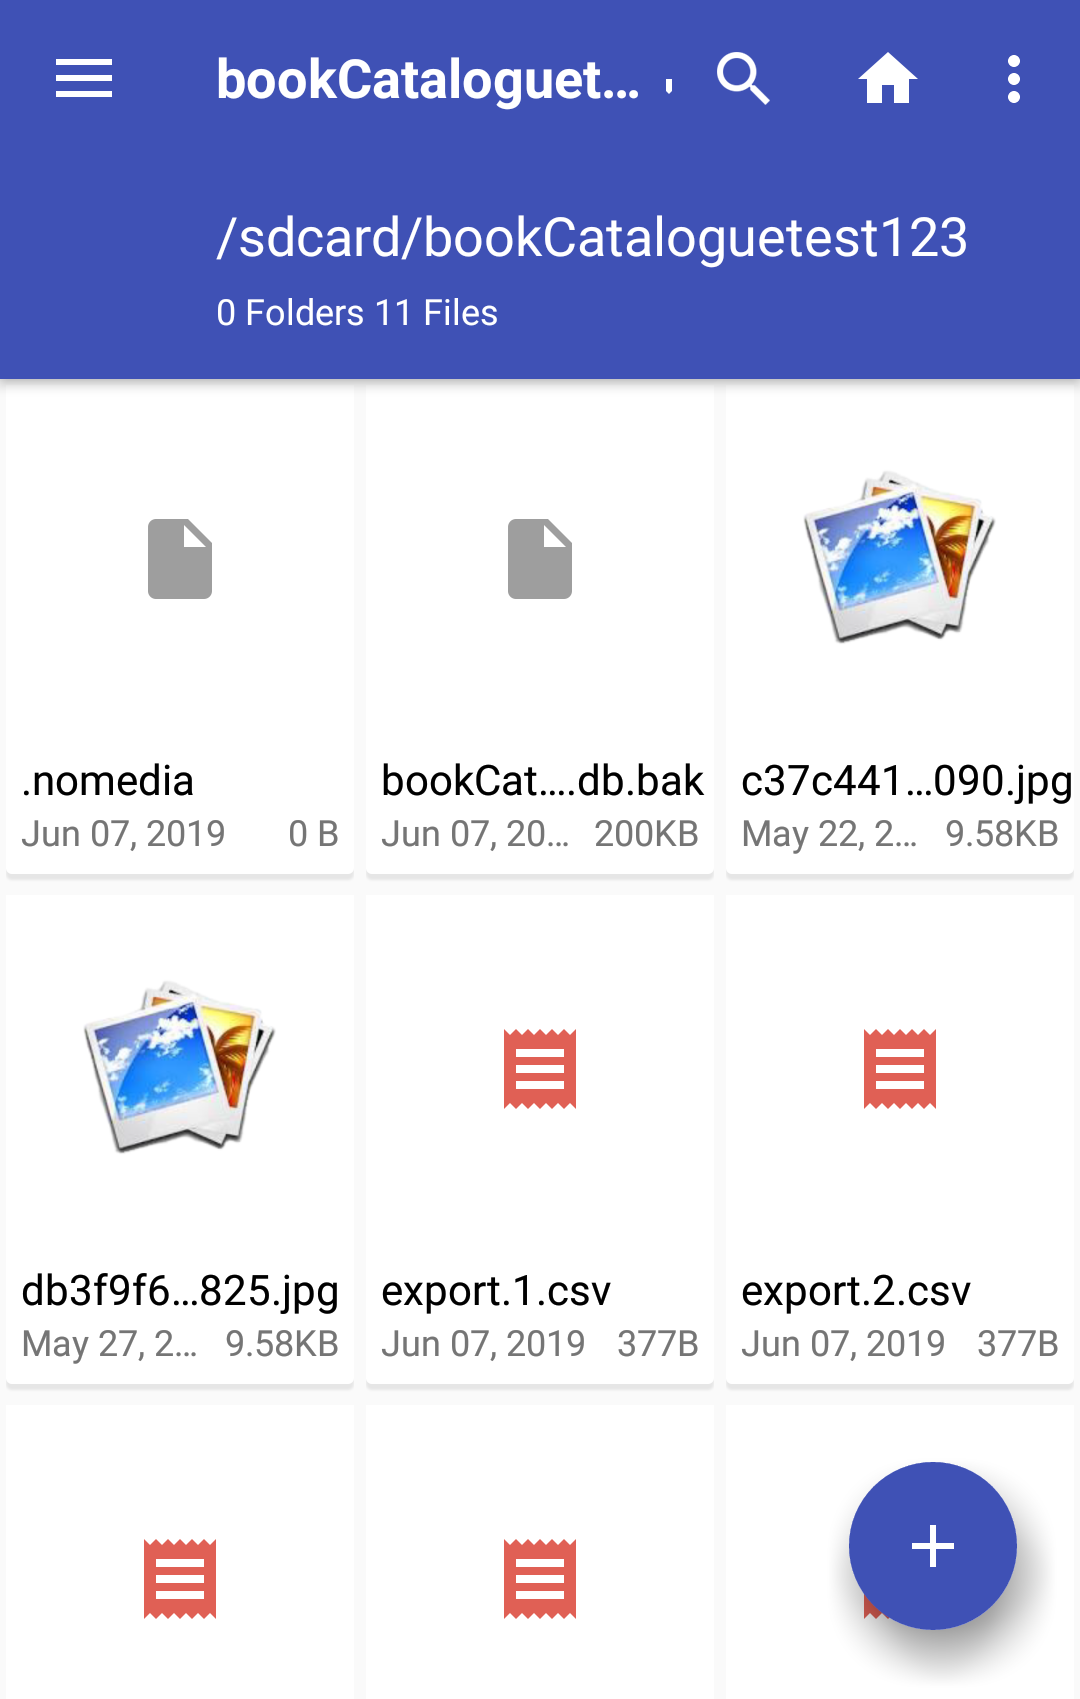 bookCataloguet...
/sdcard/bookCataloguetest123
0 Folders 11 Files
.nomedia
Jun 07, 2019 0 B
bookCat....db.bak
Jun 07, 20... 200KB
c37c441...090.jpg
May 22, 2... 9.58KB
db3f9f6...825.jpg
May 27, 2... 9.58KB
export.1.csv
Jun 07, 2019 377B
export.2.csv
Jun 07, 2019 377B